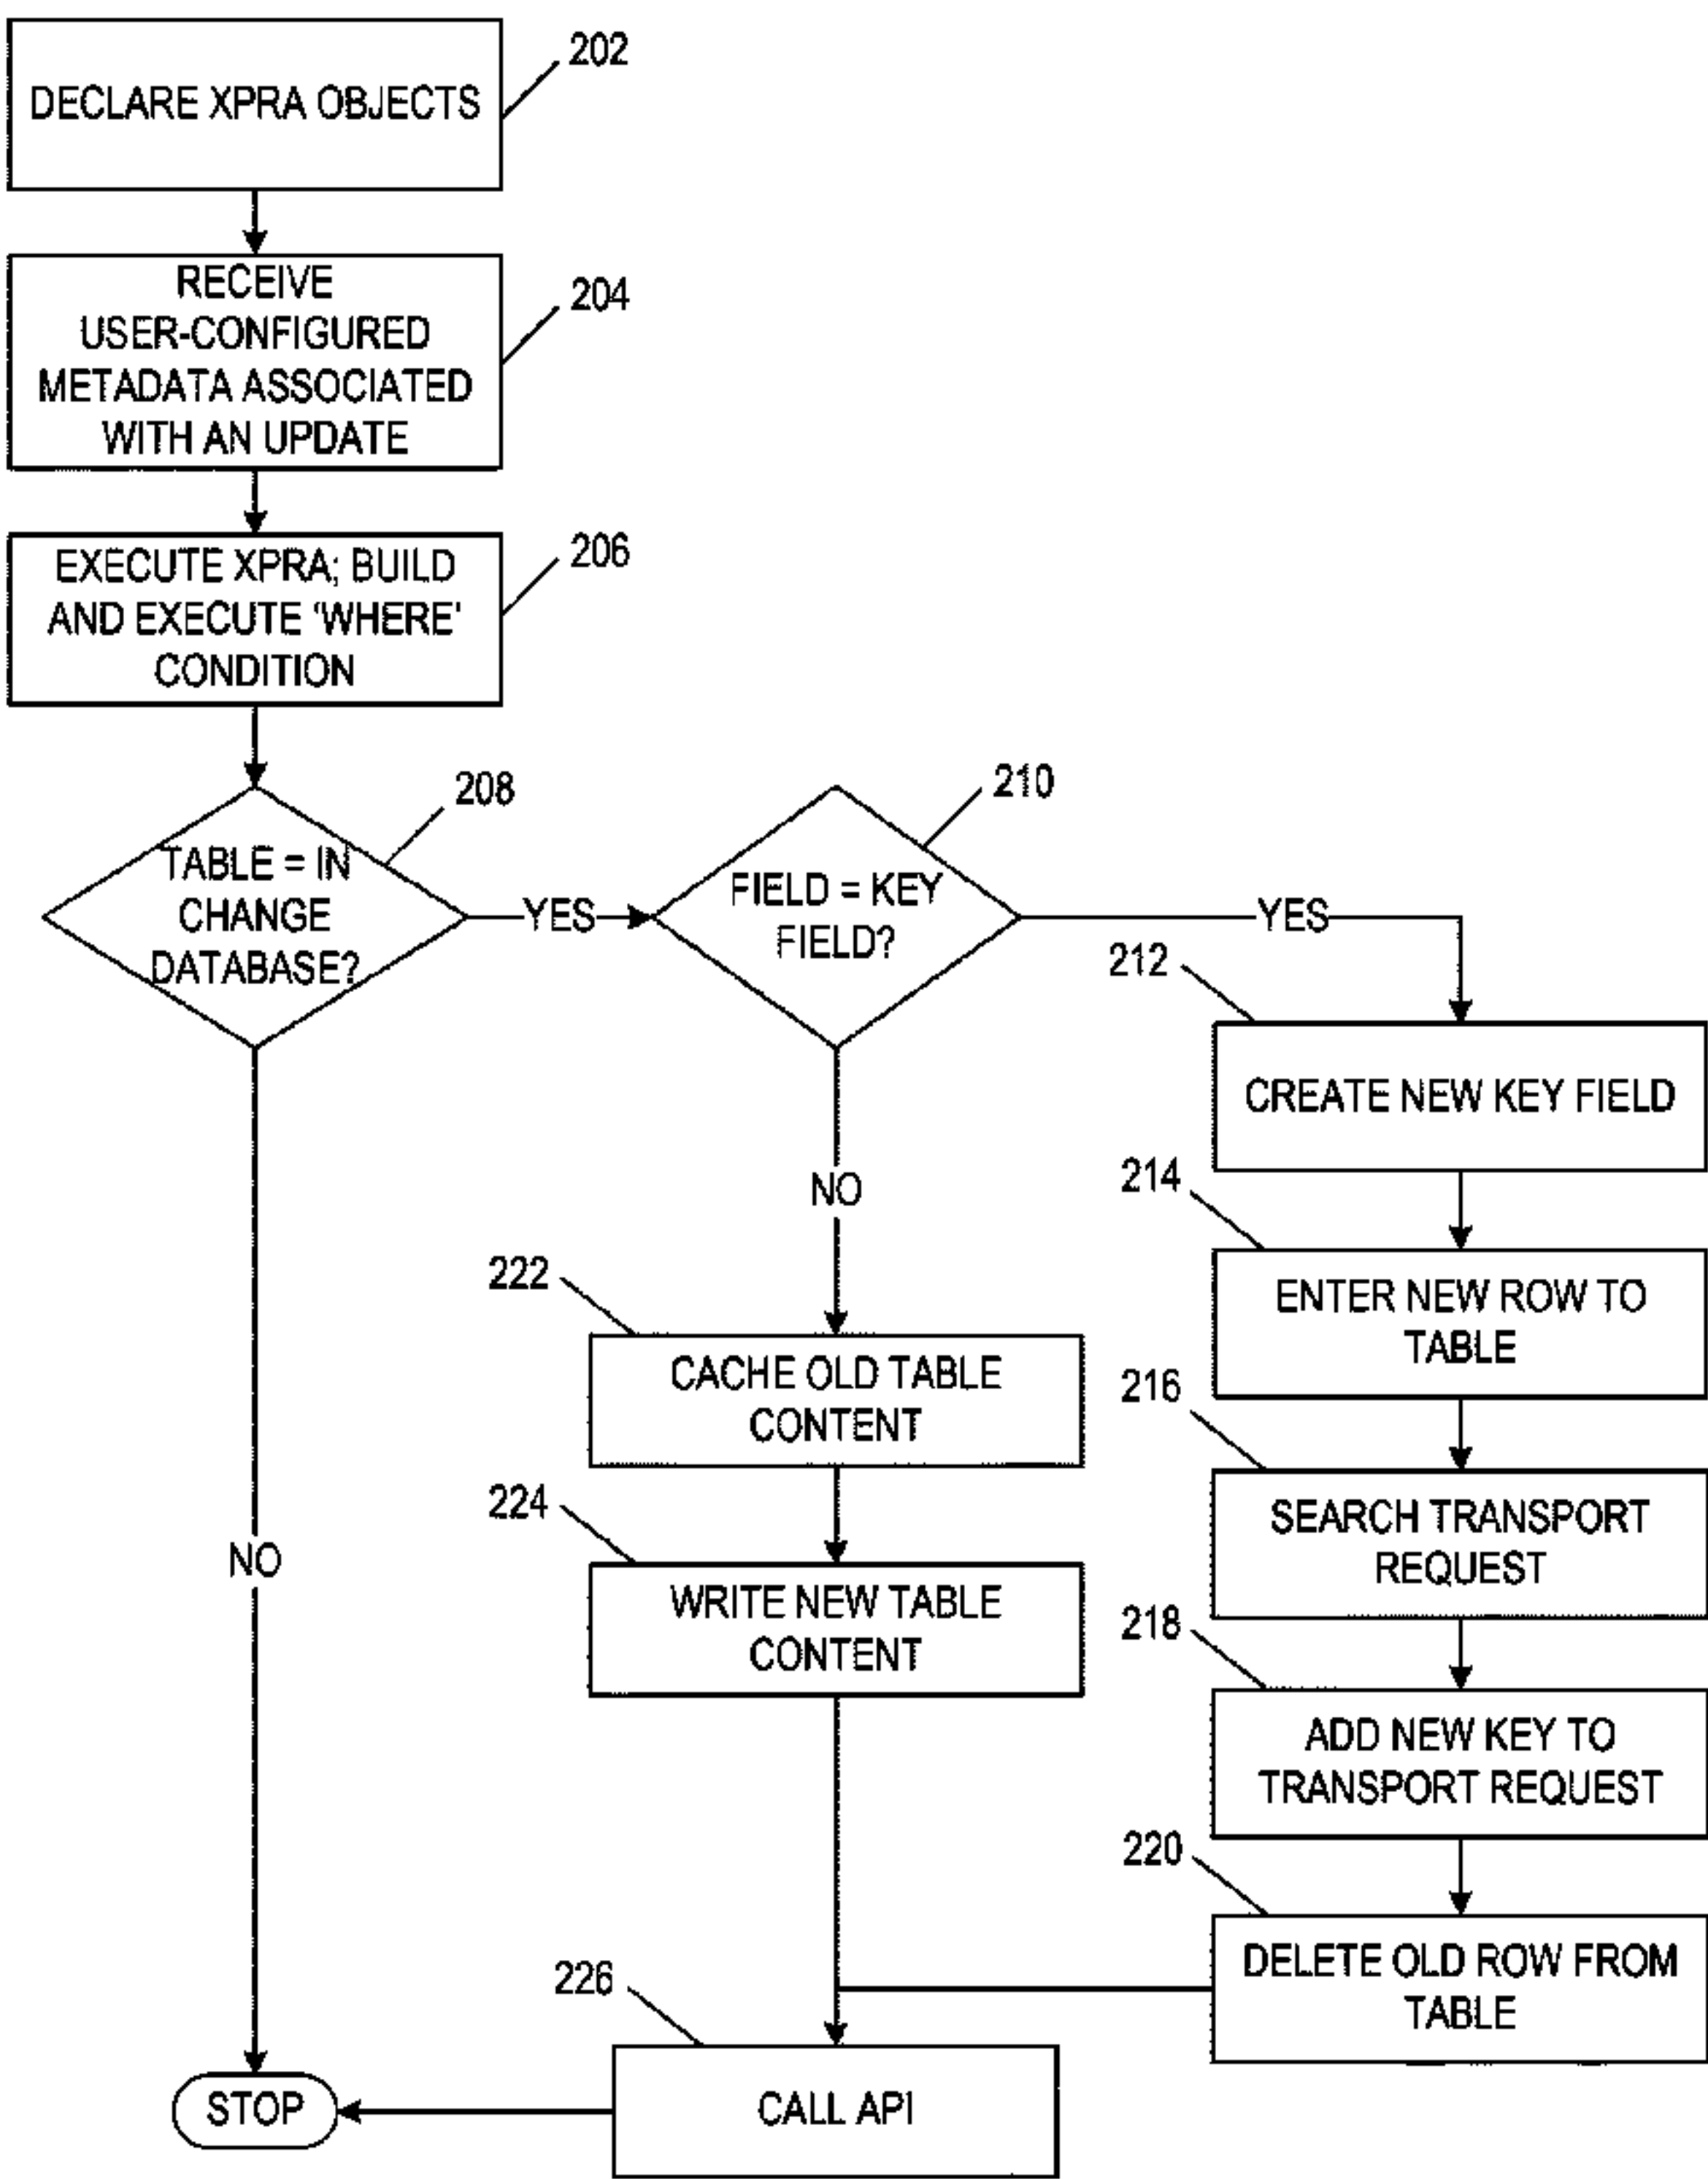 202
DECLARE XPRA OBJECTS
204
RECEIVE
USER-CONFIGURED
METADATA ASSOCIATED
WITH AN UPDATE
206
EXECUTE XPRA; BUILD
AND EXECUTE 'WHERE'
CONDITION
208
TABLE = IN
CHANGE
DATABASE?
YES
210
FIELD = KEY
FIELD?
YES
212
CREATE NEW KEY FIELD
214
ENTER NEW ROW TO
TABLE
216
SEARCH TRANSPORT
REQUEST
218
ADD NEW KEY TO
TRANSPORT REQUEST
220
DELETE OLD ROW FROM
TABLE
NO
222
CACHE OLD TABLE
CONTENT
224
WRITE NEW TABLE
CONTENT
226
CALL API
NO
STOP